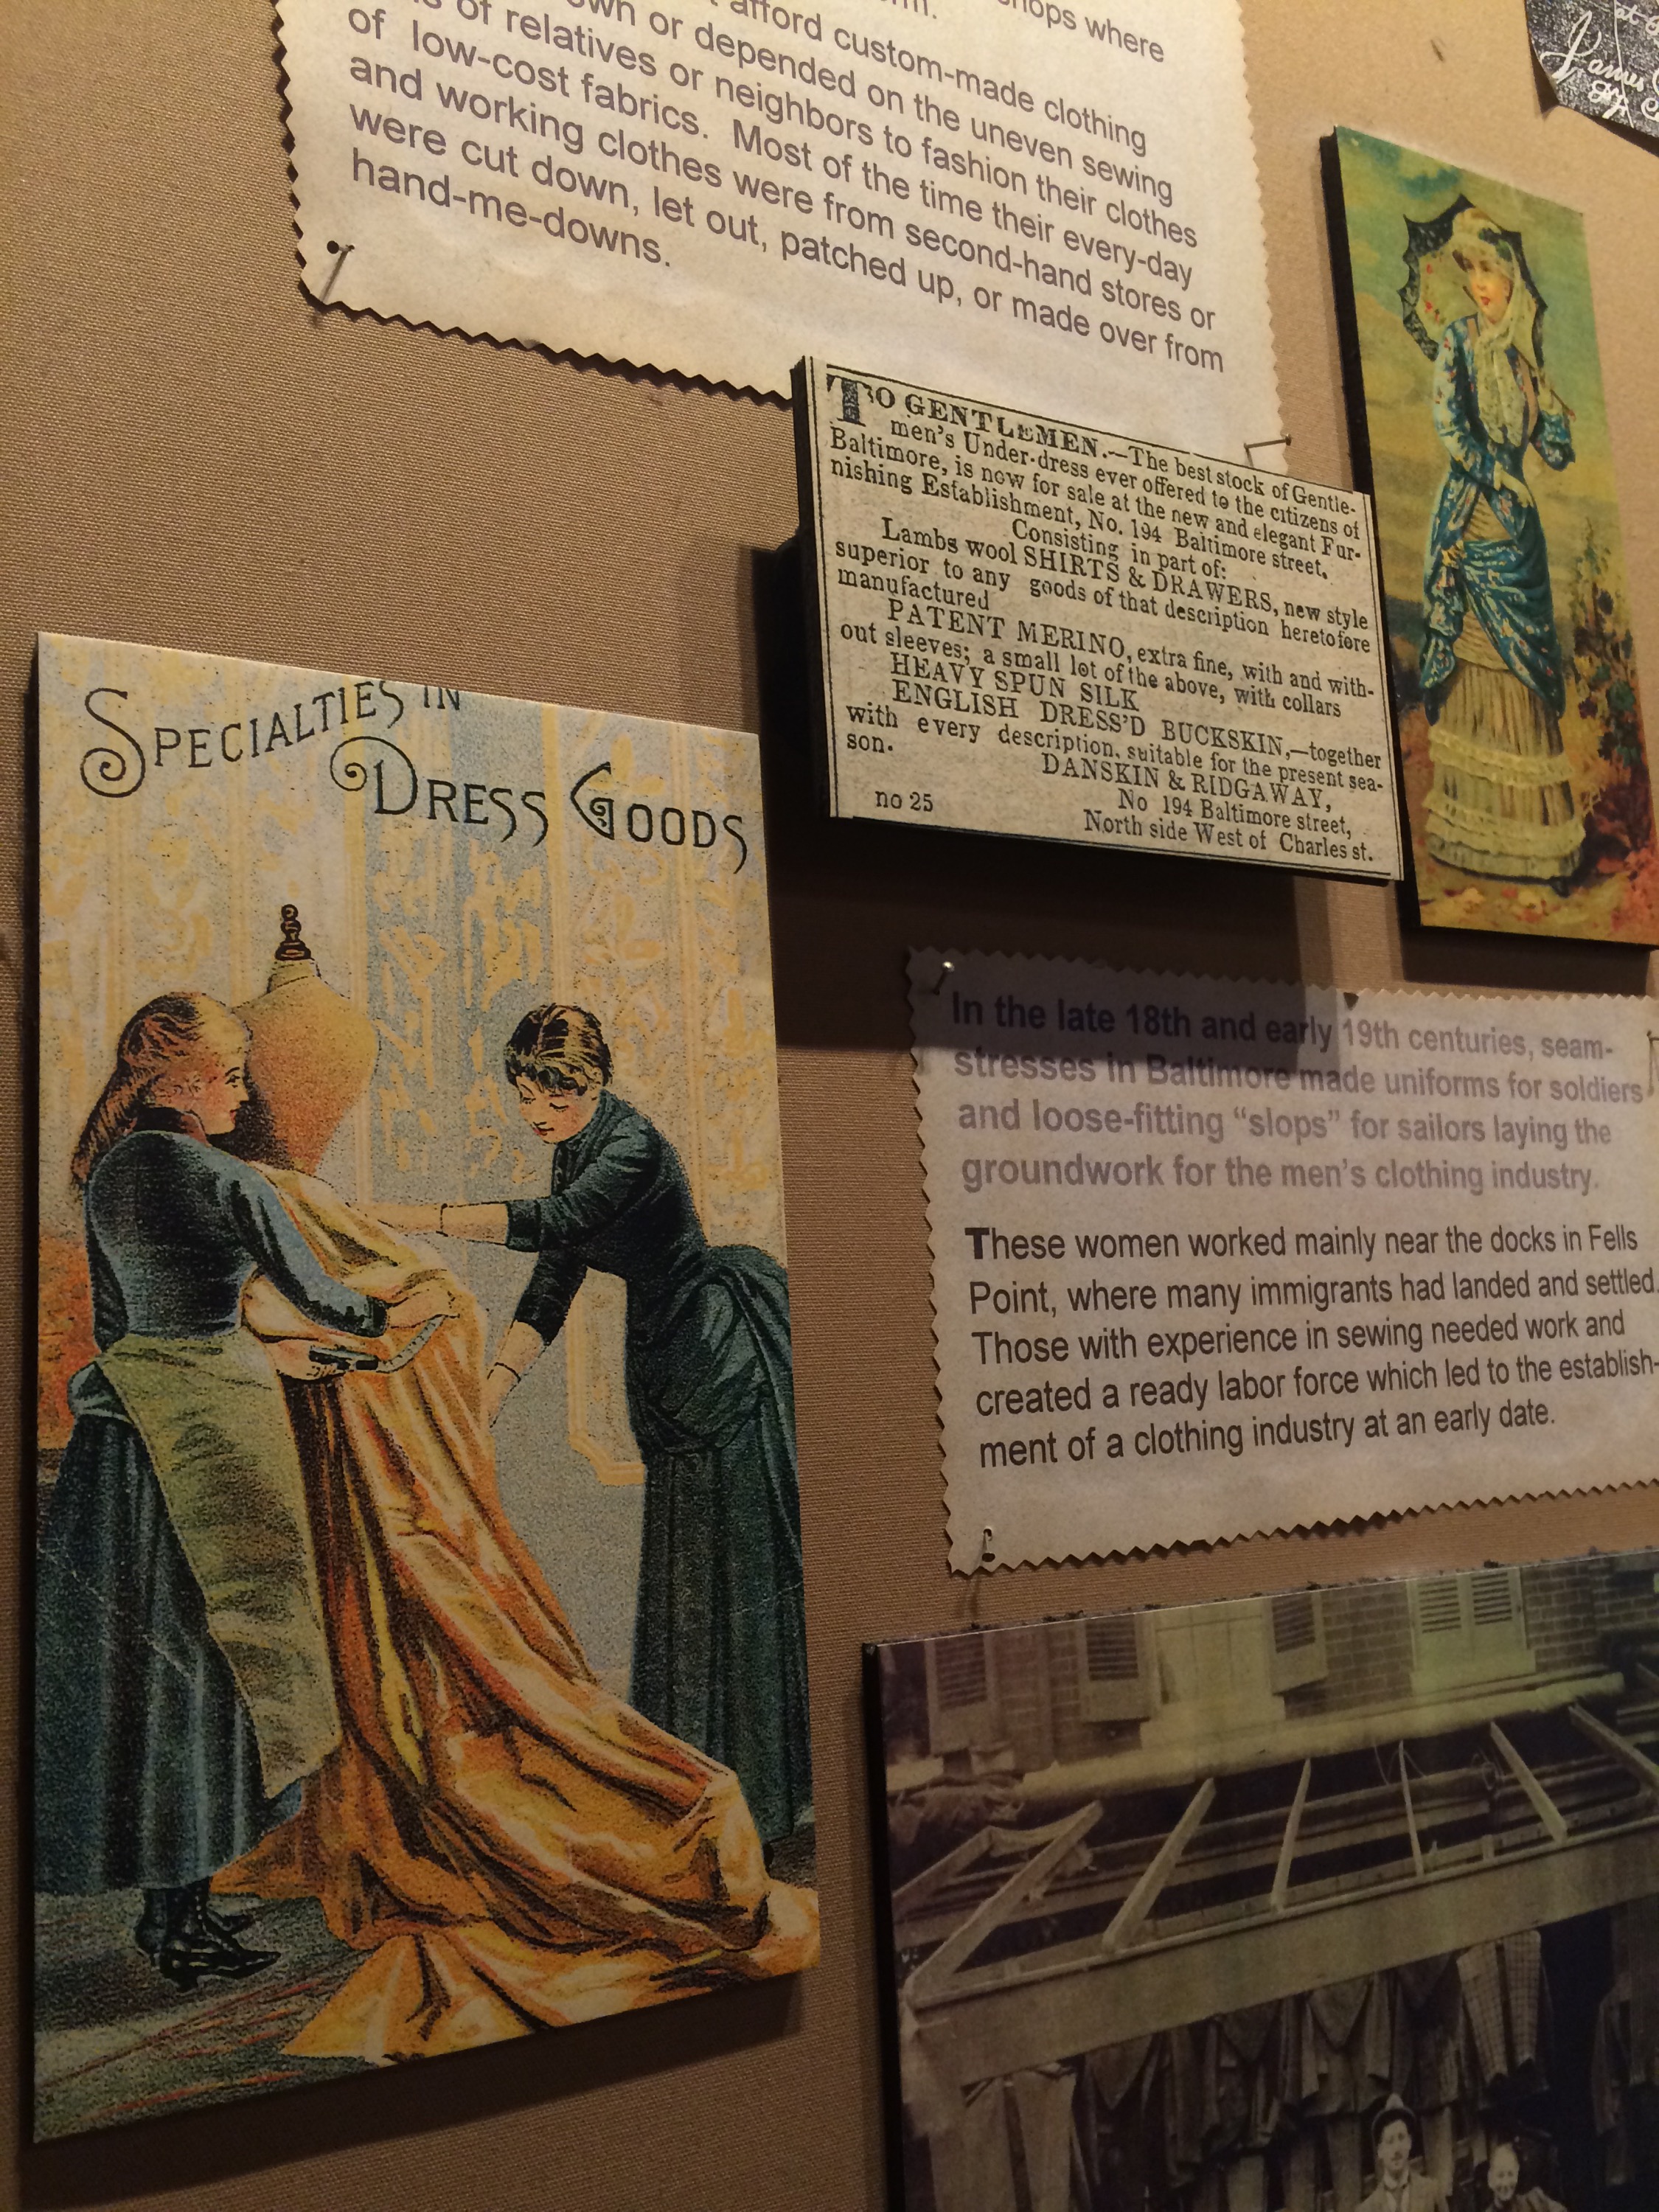 hops where
afford custom-made clothing
own or depended on the uneven sewing
of relatives or neighbors to fashion their clothes
of low-cost fabrics. Most of the time their every-day
and working clothes were from second-hand stores or
were cut down, let out, patched up, or made over from
hand-me-downs.
TO GENTLEMEN.—The best stock of Gentle-
men's Under-dress ever offered to the citizens of
Baltimore, is now for sale at the new and elegant Fur-
nishing Establishment, No. 194 Baltimore street,
Consisting in part of:
Lambs wool SHIRTS & DRAWERS, new style
superior to any goods of that description heretofore
manufactured
PATENT MERINO, extra fine, with and with-
out sleeves; a small lot of the above, with collars
HEAVY SPUN SILK
ENGLISH DRESS'D BUCKSKIN,—together
with every description, suitable for the present sea-
son.
DANSKIN & RIDGAWAY,
No 194 Baltimore street,
no 25 North side West of Charles st.
SPECIALTIES IN
DRESS GOODS
In the late 18th and early 19th centuries, seam-
stresses in Baltimore made uniforms for soldiers
and loose-fitting “slops” for sailors laying the
groundwork for the men's clothing industry.
These women worked mainly near the docks in Fells
Point, where many immigrants had landed and settled.
Those with experience in sewing needed work and
created a ready labor force which led to the establish-
ment of a clothing industry at an early date.
James